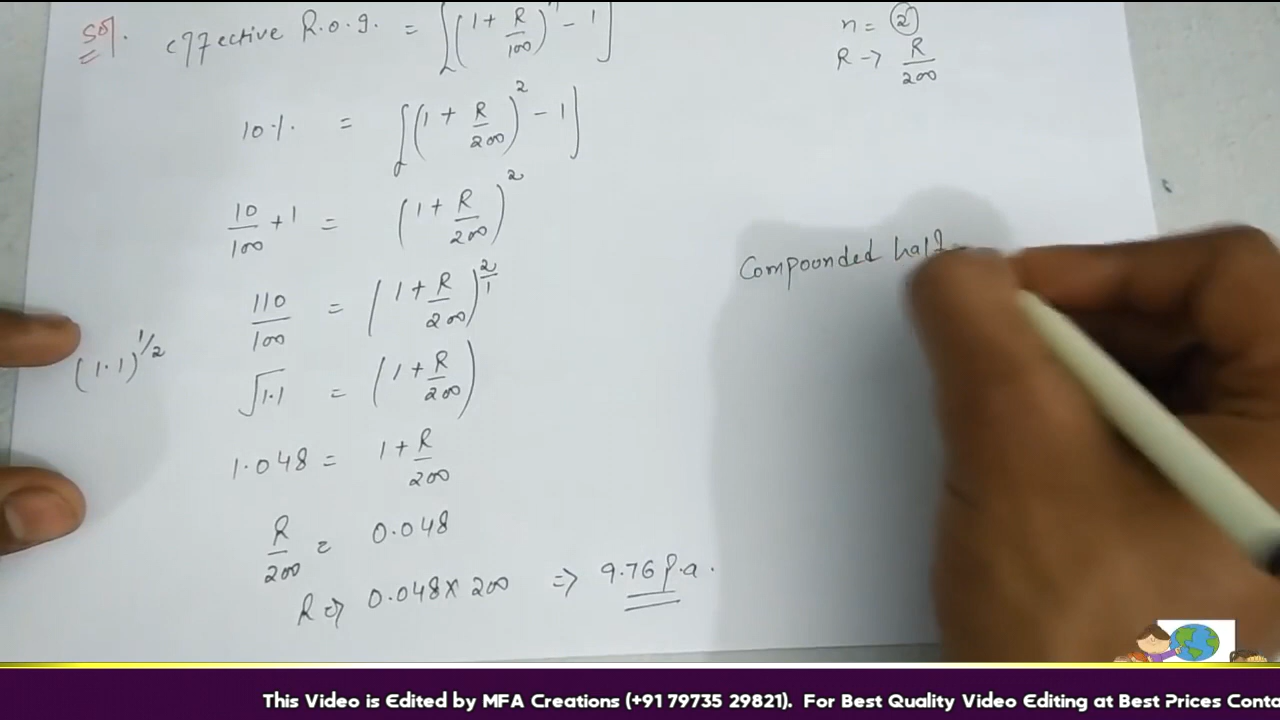 Sol. effective R.o.g. = [(1 + R/100)^n - 1]
n = 2
R → R/200
10% = [(1 + R/200)^2 - 1]
10/100 + 1 = (1 + R/200)^2
Compounded half
110/100 = (1 + R/200)^2/1
(1.1)^1/2
√1.1 = (1 + R/200)
1.048 = 1 + R/200
R/200 = 0.048
R ⇒ 0.048 x 200 ⇒ 9.76 p.a.
This Video is Edited by MFA Creations (+91 79735 29821). For Best Quality Video Editing at Best Prices Conta